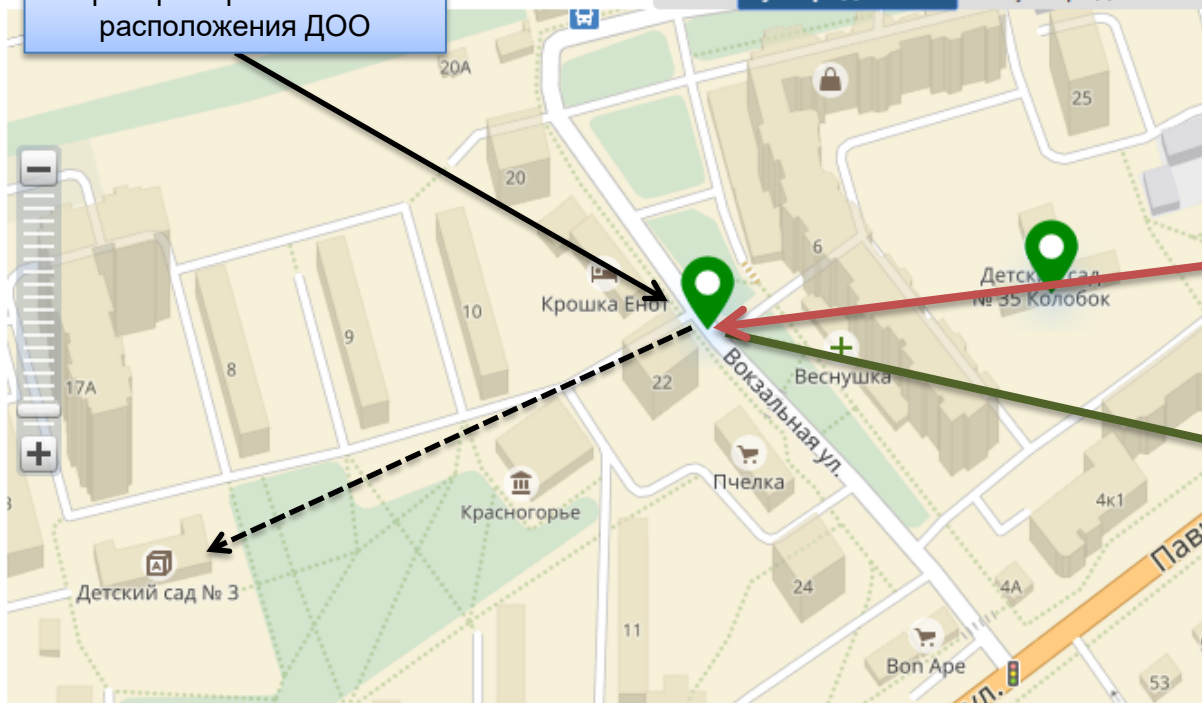 расположения ДОО
20А
25
20
6
Крошка Енот
Детский сад
№ 35 Колобок
10
9
8
17А
22
Веснушка
Вокзальная ул.
Пчелка
Красногорье
4к1
Детский сад № 3
24
4А
11
Bon Ape
53
ул.